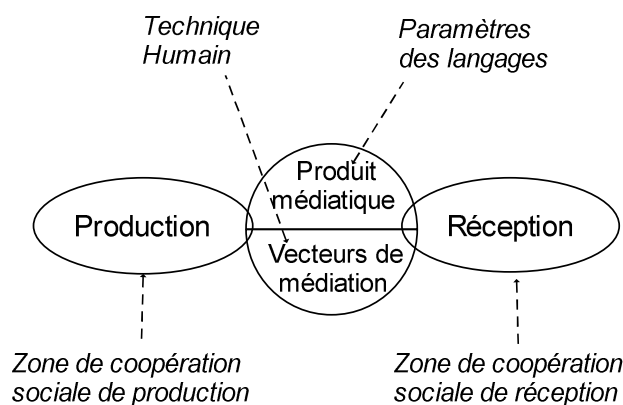 Technique
Humain
Paramètres
des langages
Produit
médiatique
Production
Réception
Vecteurs de
médiation
Zone de coopération
sociale de production
Zone de coopération
sociale de réception